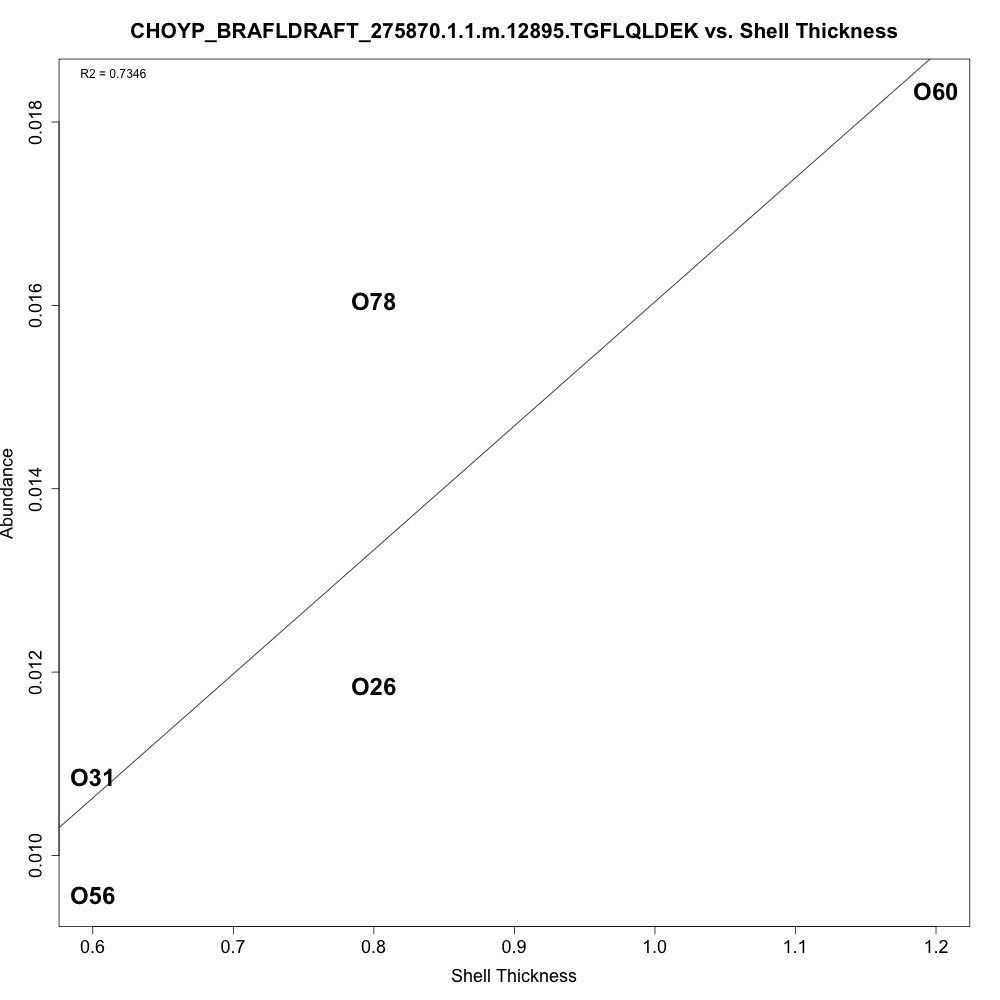 CHOYP_BRAFLDRAFT_275870.1.1.m.12895.TGFLQLDEK vs. Shell Thickness
R2 = 0.7346
O60
0.018
O78
0.016
Abundance
0.014
O26
0.012
O31
0.010
O56
0.6 0.7 0.8 0.9 1.0 1.1 1.2
Shell Thickness